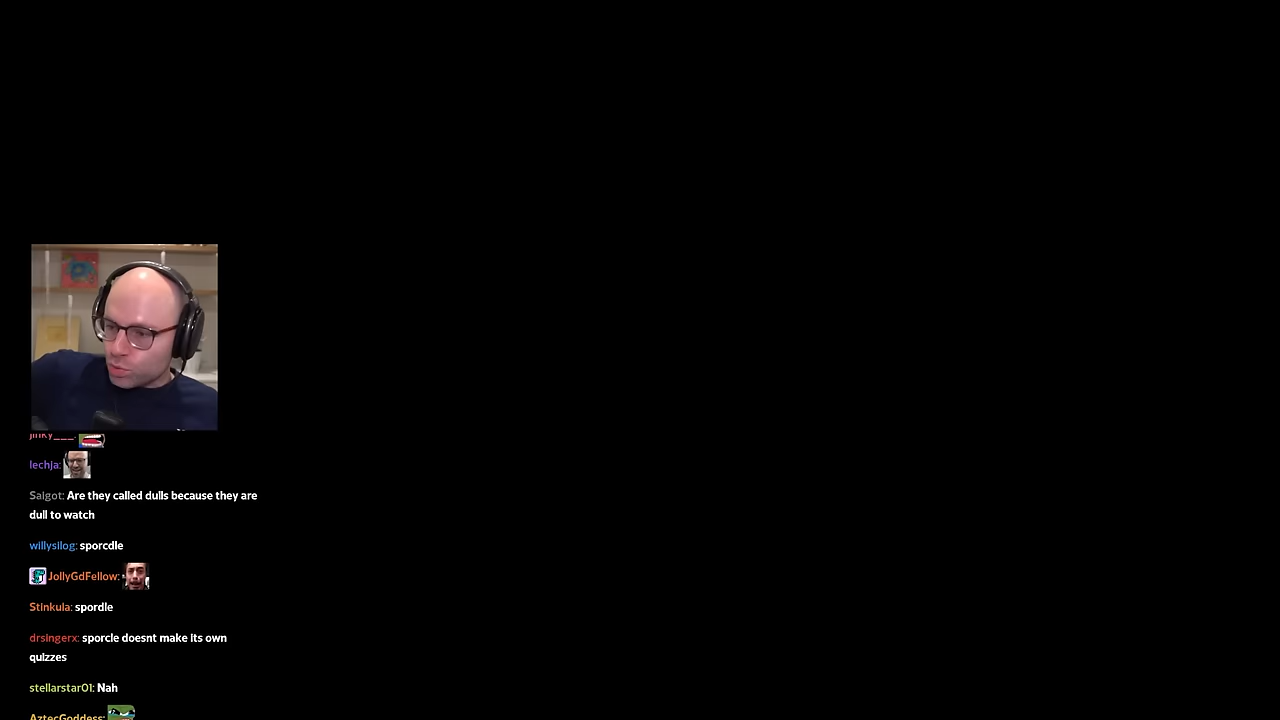 jinky___:
lechja:
Saigot: Are they called dulls because they are
dull to watch
willysilog: sporcdle
JollyGdFellow:
Stinkula: spordle
drsingerx: sporcle doesnt make its own
quizzes
stellarstar01: Nah
AztecGoddess: